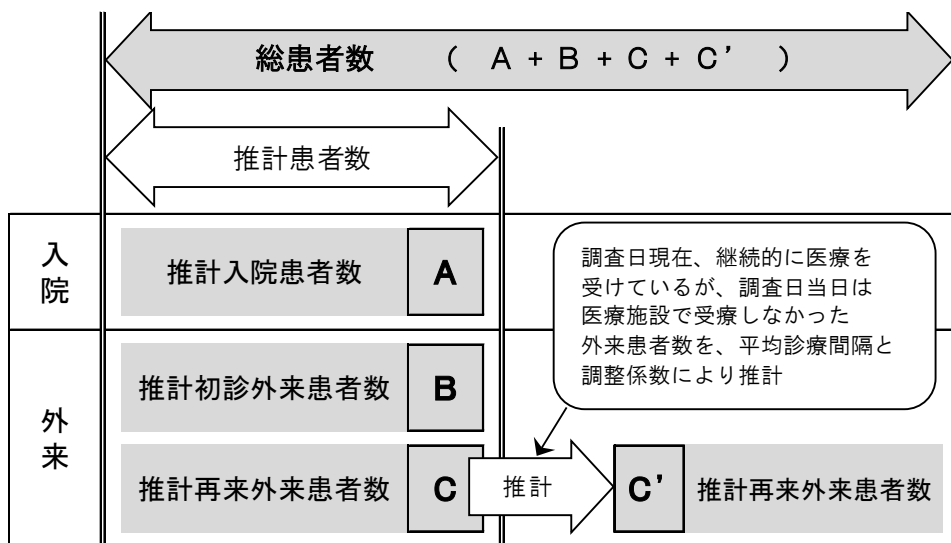 総患者数 ( A + B + C + C' )
推計患者数
入院
推計入院患者数 A
調査日現在、継続的に医療を
受けているが、調査日当日は
医療施設で受療しなかった
外来患者数を、平均診療間隔と
調整係数により推計
外来
推計初診外来患者数 B
推計再来外来患者数 C 推計 C' 推計再来外来患者数